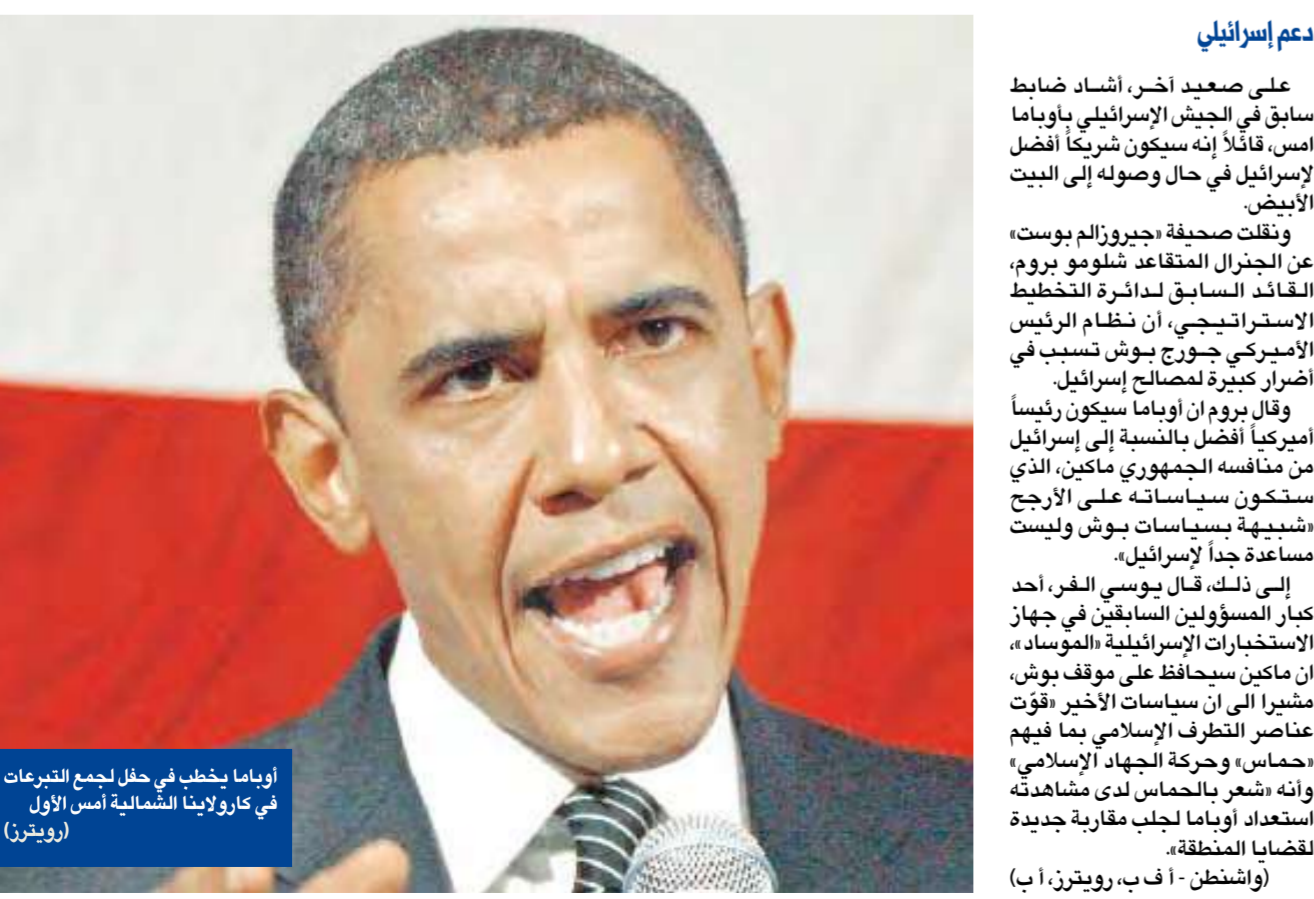 دعم إسرائيلي
على صعيد آخر، أشاد ضابط
سابق في الجيش الإسرائيلي بأوباما
امس، قائلاً إنه سيكون شريكاً أفضل
لإسرائيل في حال وصوله إلى البيت
الأبيض.
ونقلت صحيفة «جيروزالم بوست»
عن الجنرال المتقاعد شلومو بروم،
القائد السابق لدائرة التخطيط
الاستراتيجي، أن نظام الرئيس
الأميركي جورج بوش تسبب في
أضرار كبيرة لمصالح إسرائيل.
وقال بروم ان أوباما سيكون رئيساً
أميركياً أفضل بالنسبة إلى إسرائيل
من منافسه الجمهوري ماكين، الذي
ستكون سياساته على الأرجح
«شبيهة بسياسات بوش وليست
مساعدة جداً لإسرائيل».
إلى ذلك، قال يوسي الفر، أحد
كبار المسؤولين السابقين في جهاز
الاستخبارات الإسرائيلية «الموساد»،
ان ماكين سيحافظ على موقف بوش،
مشيرا الى ان سياسات الأخير «قوّت
عناصر التطرف الإسلامي بما فيهم
«حماس» وحركة الجهاد الإسلامي»
وأنه «شعر بالحماس لدى مشاهدته
استعداد أوباما لجلب مقاربة جديدة
لقضايا المنطقة».
(واشنطن - أ ف ب، رويترز، أ ب)
أوباما يخطب في حفل لجمع التبرعات
في كارولاينا الشمالية أمس الأول
(رويترز)